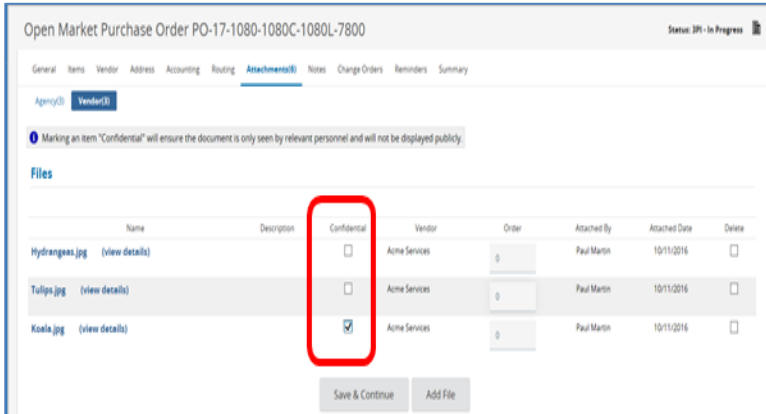 Open Market Purchase Order PO-17-1080-1080C-1080L-7800
Status: 3PI - In Progress
General Items Vendor Address Accounting Routing Attachments(6) Notes Change Orders Reminders Summary
Agency(3) Vendor(3)
Marking an item "Confidential" will ensure the document is only seen by relevant personnel and will not be displayed publicly.
Files
Name Description Confidential Vendor Order Attached By Attached Date Delete
Hydrangeas.jpg (view details) Acme Services 0 Paul Martin 10/11/2016
Tulips.jpg (view details) Acme Services 0 Paul Martin 10/11/2016
Koala.jpg (view details) Acme Services 0 Paul Martin 10/11/2016
Save & Continue Add File